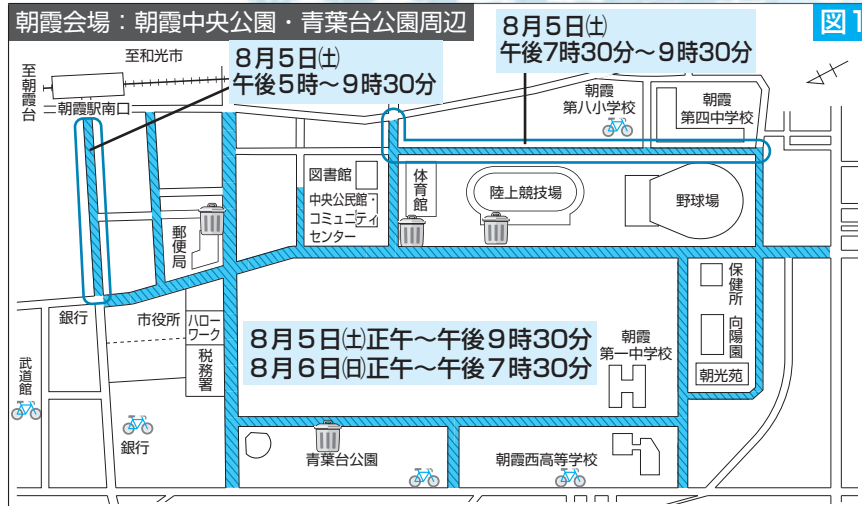 朝霞会場：朝霞中央公園・青葉台公園周辺
図1
至和光市
8月5日㈯
午後5時～9時30分
8月5日㈯
午後7時30分～9時30分
至朝霞台
朝霞駅南口
朝霞
第八小学校
朝霞
第四中学校
図書館
中央公民館・
コミュニティ
センター
体育館
陸上競技場
野球場
郵便局
保健所
向陽園
朝光苑
銀行
市役所
ハロー
ワーク
税務署
8月5日㈯正午～午後9時30分
8月6日㈰正午～午後7時30分
朝霞
第一中学校
武道館
銀行
青葉台公園
朝霞西高等学校